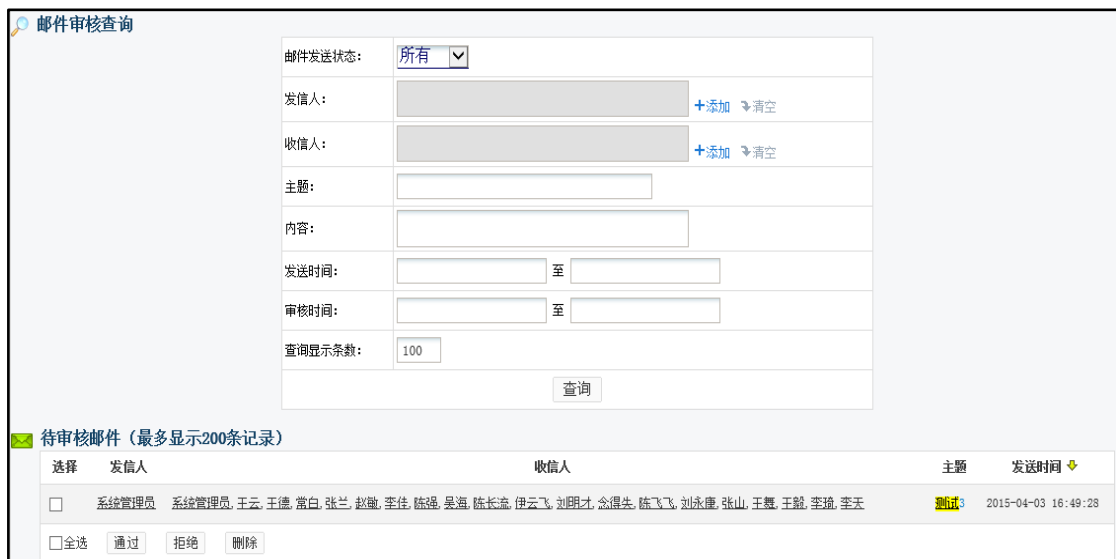 邮件审核查询
邮件发送状态： 所有
发信人： +添加 清空
收信人： +添加 清空
主题：
内容：
发送时间： 至
审核时间： 至
查询显示条数： 100
查询
待审核邮件（最多显示200条记录）
选择 发信人 收信人 主题 发送时间
系统管理员 系统管理员, 王云, 王德, 常白, 张兰, 赵敏, 李佳, 陈强, 吴海, 陈长流, 伊云飞, 刘明才, 念得失, 陈飞飞, 刘永康, 张山, 王舞, 王毅, 李琦, 李天 测试3 2015-04-03 16:49:28
全选 通过 拒绝 删除